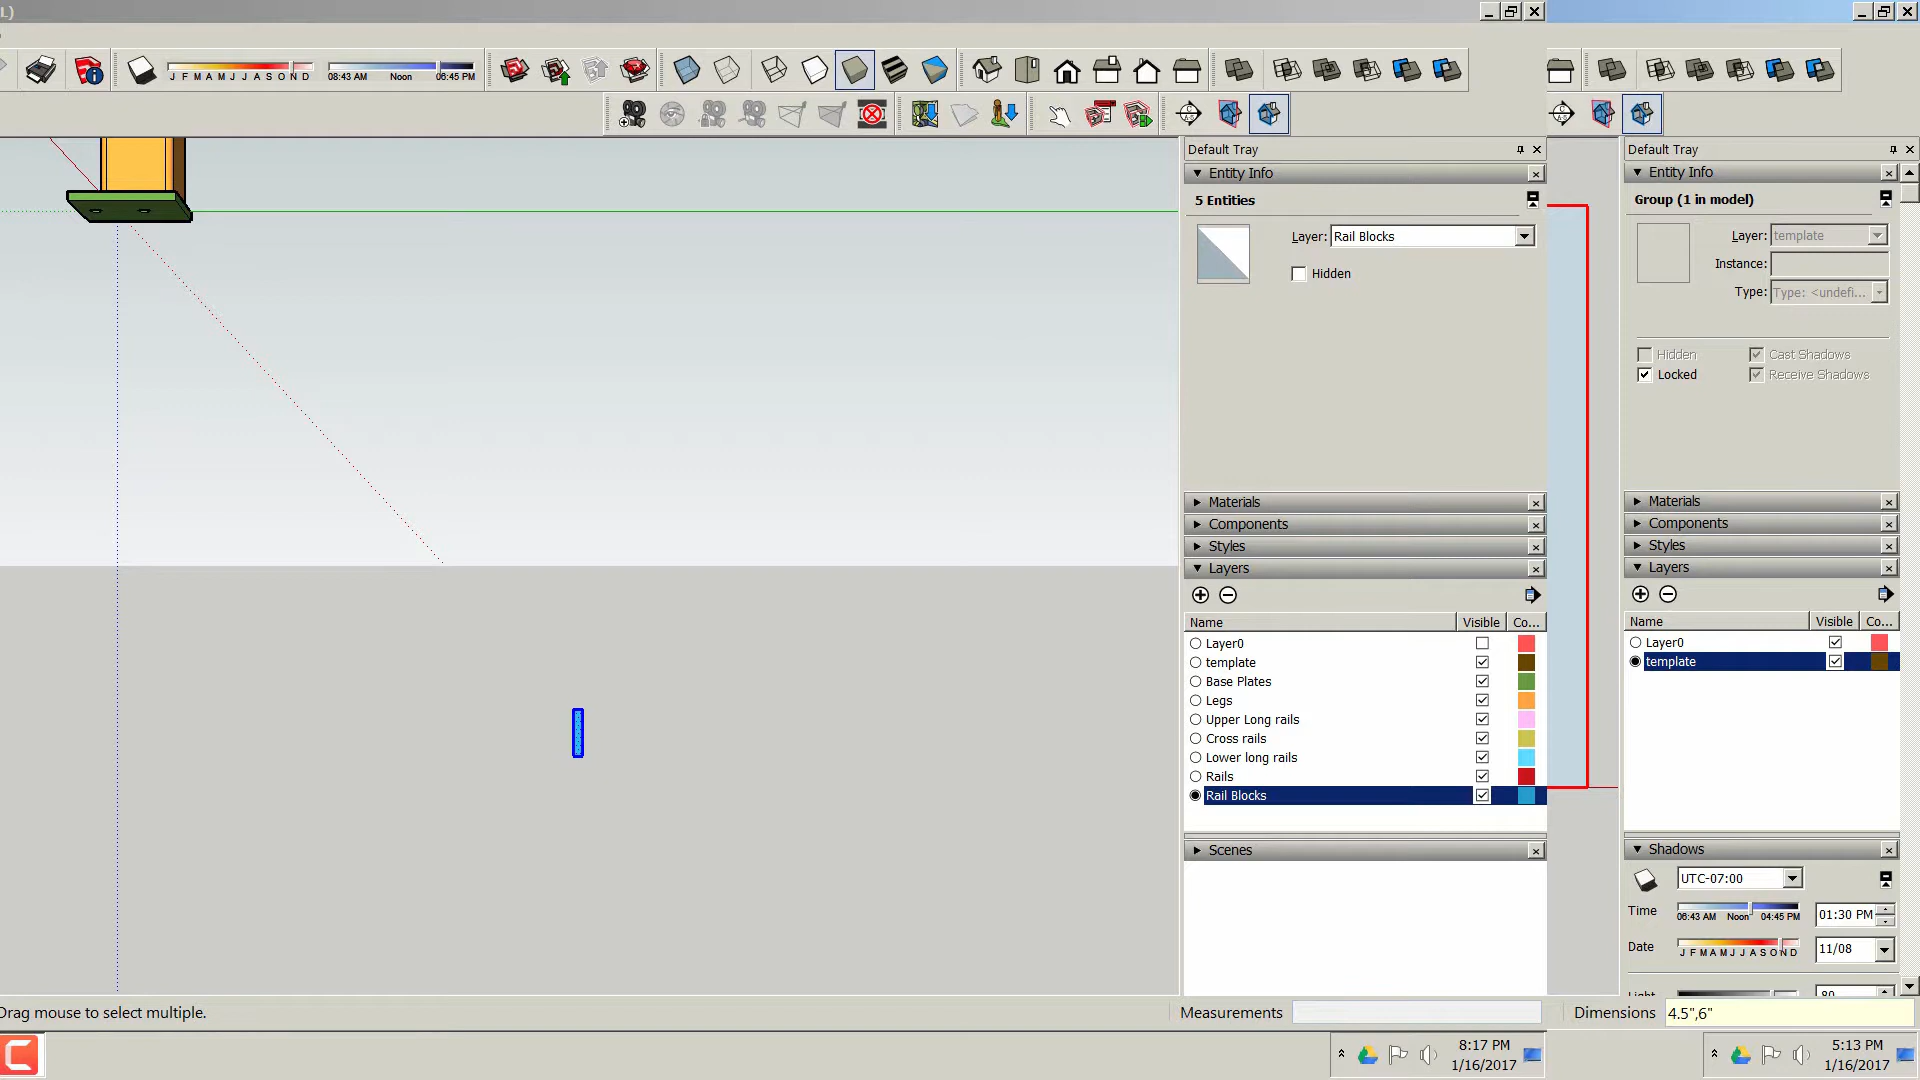 L)
J F M A M J J A S O N D
08:43 AM Noon 06:45 PM
Default Tray
Entity Info
5 Entities
Layer: Rail Blocks
Hidden
Materials
Components
Styles
Layers
Name Visible Co...
Layer0
template
Base Plates
Legs
Upper Long rails
Cross rails
Lower long rails
Rails
Rail Blocks
Scenes
Drag mouse to select multiple.
Measurements
8:17 PM
1/16/2017
Default Tray
Entity Info
Group (1 in model)
Layer: template
Instance:
Type: Type: <undefi...
Hidden Cast Shadows
Locked Receive Shadows
Materials
Components
Styles
Layers
Name Visible Co...
Layer0
template
Shadows
UTC-07:00
Time 06:43 AM Noon 04:45 PM 01:30 PM
Date J F M A M J J A S O N D 11/08
Light 80
Dimensions 4.5",6"
5:13 PM
1/16/2017